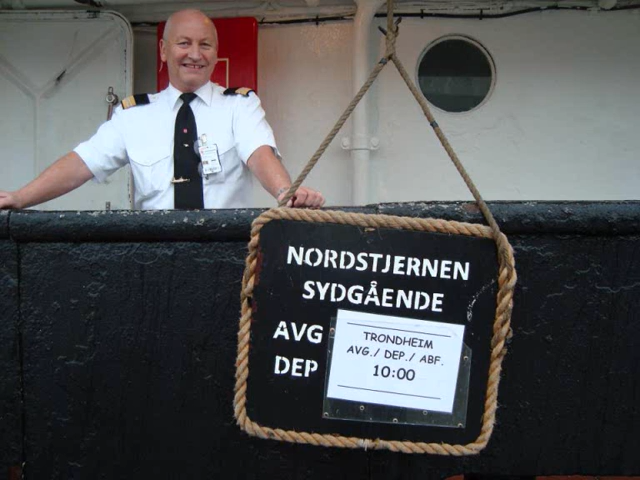 NORDSTJERNEN
SYDGÅENDE
AVG
DEP
TRONDHEIM
AVG./ DEP./ ABF.
10:00